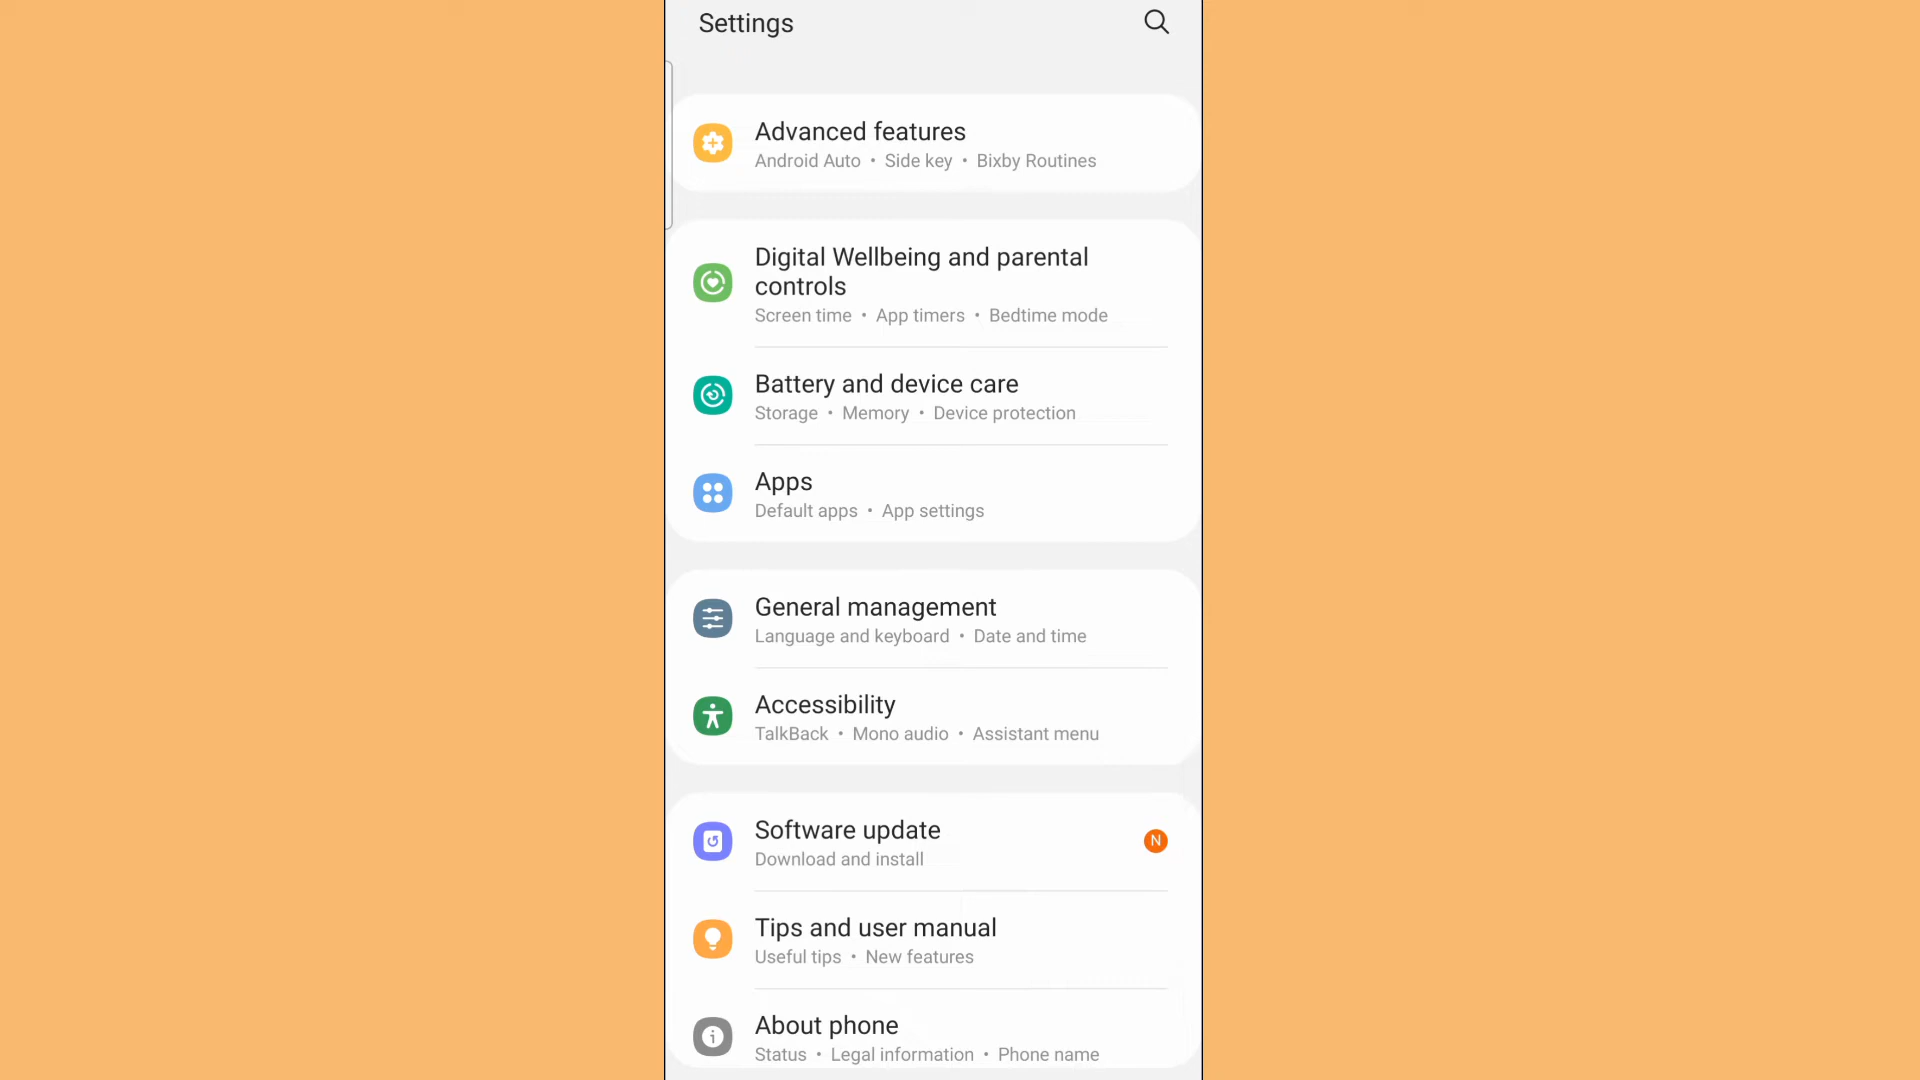 Settings
Advanced features
Android Auto • Side key • Bixby Routines
Digital Wellbeing and parental
controls
Screen time • App timers • Bedtime mode
Battery and device care
Storage • Memory • Device protection
Apps
Default apps • App settings
General management
Language and keyboard • Date and time
Accessibility
TalkBack • Mono audio • Assistant menu
Software update
N
Download and install
Tips and user manual
Useful tips • New features
About phone
Status • Legal information • Phone name